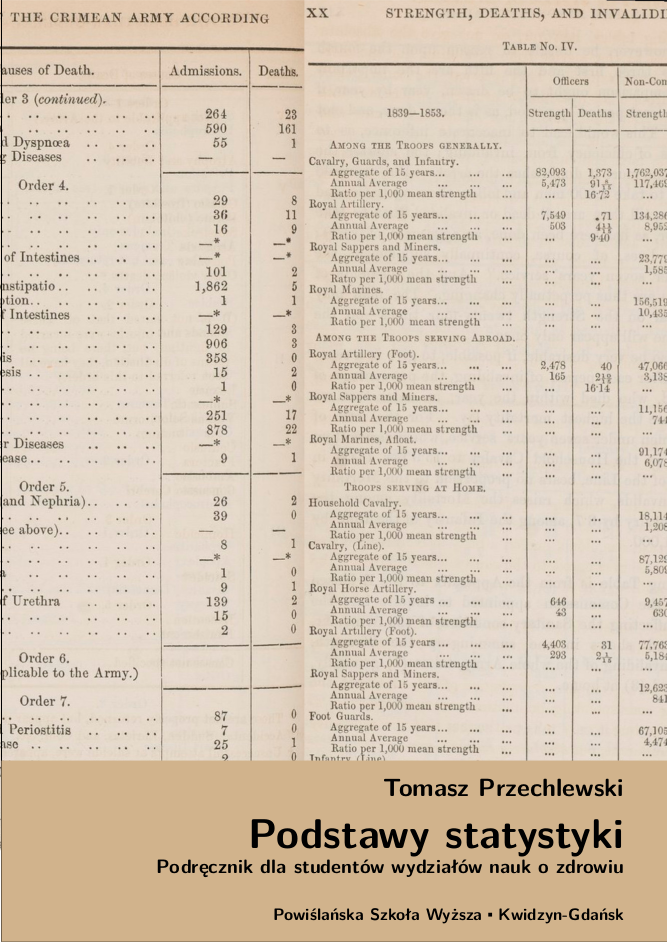 THE CRIMEAN ARMY ACCORDING
auses of Death. Admissions. Deaths.
der 3 (continued).
264 23
590 161
d Dyspnœa 55 1
g Diseases — —
Order 4.
29 8
36 11
16 9
—* —*
of Intestines —* —*
101 2
nstipatio 1,862 5
ption 1 1
f Intestines —* —*
129 3
906 3
is 358 0
esis 15 2
1 0
—* —*
251 17
878 22
r Diseases —* —*
ease 9 1
Order 5.
(and Nephria) 26 2
39 0
ee above) — —
8 1
—* —*
a 1 0
9 1
f Urethra 139 2
15 0
2 0
Order 6.
plicable to the Army.)
Order 7.
87 0
Periostitis 7 0
ase 25 1
0
XX STRENGTH, DEATHS, AND INVALIDI
TABLE No. IV.
Officers Non-Con
1839—1853. Strength Deaths Strength
AMONG THE TROOPS GENERALLY.
Cavalry, Guards, and Infantry.
Aggregate of 15 years... ... ... 82,093 1,373 1,762,037
Annual Average ... ... ... 5,473 117,469
Ratio per 1,000 mean strength ... ... 16·72 ...
Royal Artillery.
Aggregate of 15 years... ... ... 7,549 71 134,286
Annual Average ... ... ... 503 8,952
Ratio per 1,000 mean strength ... ... 9·40 ...
Royal Sappers and Miners.
Aggregate of 15 years... ... ... ... ... 23,779
Annual Average ... ... ... ... ... 1,585
Ratio per 1,000 mean strength ... ... ... ...
Royal Marines.
Aggregate of 15 years... ... ... ... ... 156,519
Annual Average ... ... ... ... ... 10,435
Ratio per 1,000 mean strength ... ... ... ...
AMONG THE TROOPS SERVING ABROAD.
Royal Artillery (Foot).
Aggregate of 15 years... ... ... 2,478 40 47,066
Annual Average ... ... ... 165 3,138
Ratio per 1,000 mean strength ... ... 16·14 ...
Royal Sappers and Miners.
Aggregate of 15 years... ... ... ... ... 11,156
Annual Average ... ... ... ... ... 744
Ratio per 1,000 mean strength ... ... ... ...
Royal Marines, Afloat.
Aggregate of 15 years... ... ... ... ... 91,174
Annual Average ... ... ... ... ... 6,078
Ratio per 1,000 mean strength ... ... ... ...
TROOPS SERVING AT HOME.
Household Cavalry.
Aggregate of 15 years... ... ... ... ... 18,114
Annual Average ... ... ... ... ... 1,208
Ratio per 1,000 mean strength ... ... ... ...
Cavalry, (Line).
Aggregate of 15 years... ... ... ... ... 87,129
Annual Average ... ... ... ... ... 5,809
Ratio per 1,000 mean strength ... ... ... ...
Royal Horse Artillery.
Aggregate of 15 years ... ... ... 646 ... 9,457
Annual Average ... ... ... 43 ... 630
Ratio per 1,000 mean strength ... ... ... ...
Royal Artillery (Foot).
Aggregate of 15 years ... ... ... 4,403 31 77,763
Annual Average ... ... ... 293 5,184
Ratio per 1,000 mean strength ... ... ... ...
Royal Sappers and Miners.
Aggregate of 15 years... ... ... ... ... 12,623
Annual Average ... ... ... ... ... 841
Ratio per 1,000 mean strength ... ... ... ...
Foot Guards.
Aggregate of 15 years... ... ... ... ... 67,105
Annual Average ... ... ... ... ... 4,474
Ratio per 1,000 mean strength ... ... ... ...
Infantry (Line)
Tomasz Przechlewski
Podstawy statystyki
Podręcznik dla studentów wydziałów nauk o zdrowiu
Powiślańska Szkoła Wyższa ▪ Kwidzyn-Gdańsk